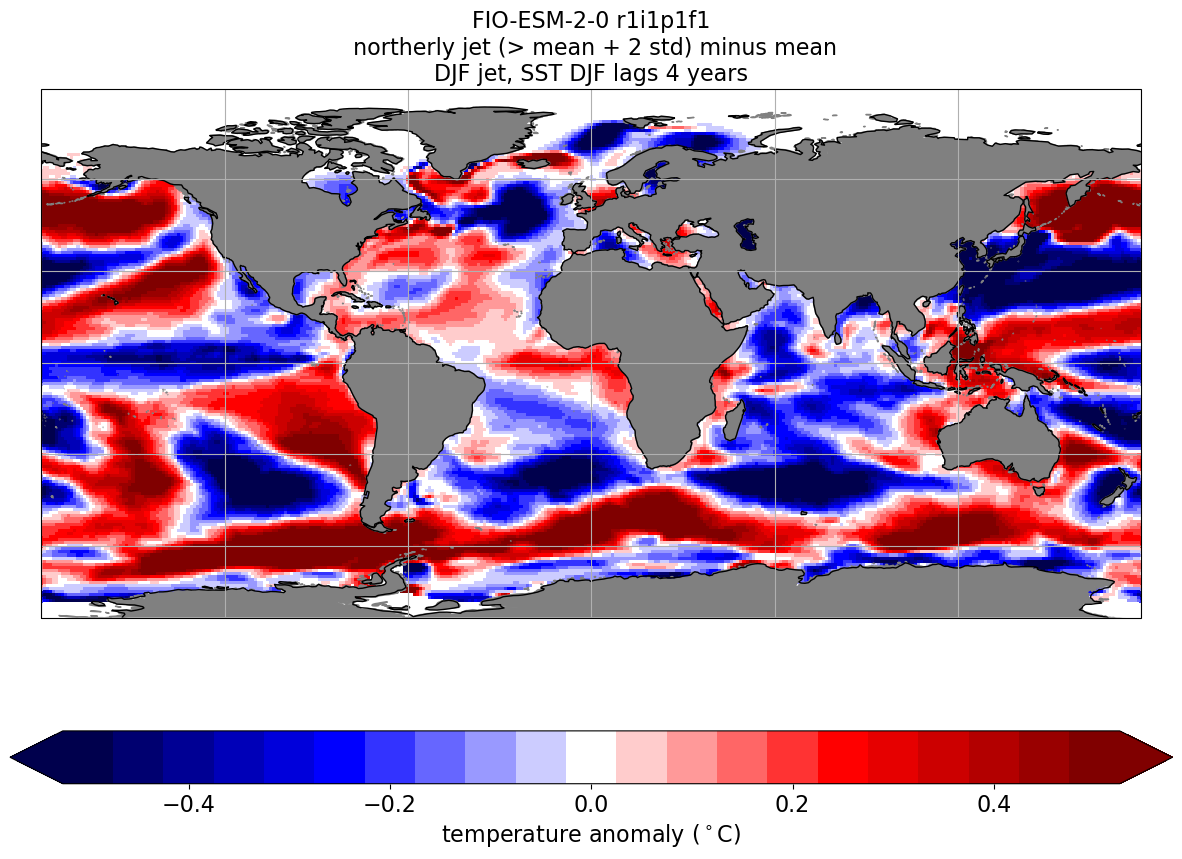 FIO-ESM-2-0 r1i1p1f1
northerly jet (> mean + 2 std) minus mean
DJF jet, SST DJF lags 4 years
−0.4 −0.2 0.0 0.2 0.4
temperature anomaly (°C)